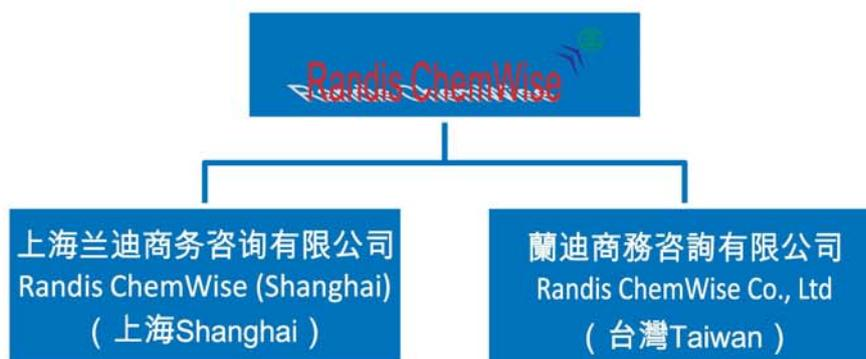 Randis ChemWise
上海兰迪商务咨询有限公司
Randis ChemWise (Shanghai)
（上海Shanghai）
蘭迪商務咨詢有限公司
Randis ChemWise Co., Ltd
（台灣Taiwan）